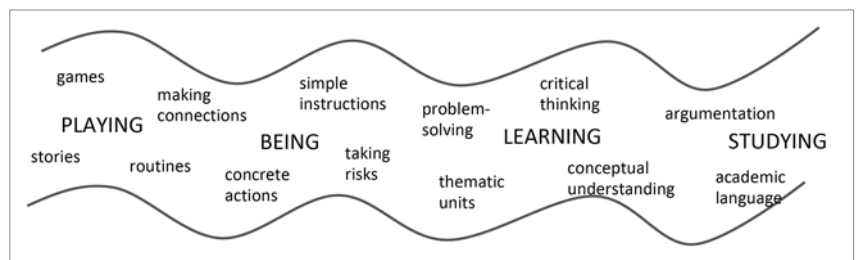 games
making
connections
PLAYING
stories
routines
simple
instructions
BEING
concrete
actions
taking
risks
problem-
solving
critical
thinking
LEARNING
thematic
units
conceptual
understanding
argumentation
STUDYING
academic
language